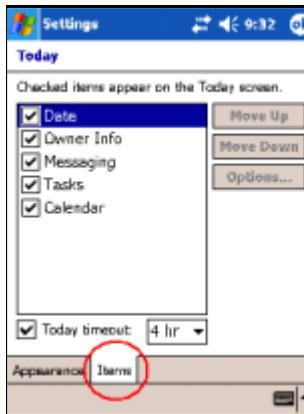 Settings 9:32 ok
Today
Checked items appear on the Today screen.
Date
Owner Info
Messaging
Tasks
Calendar
Move Up
Move Down
Options...
Today timeout: 4 hr
Appearance Items